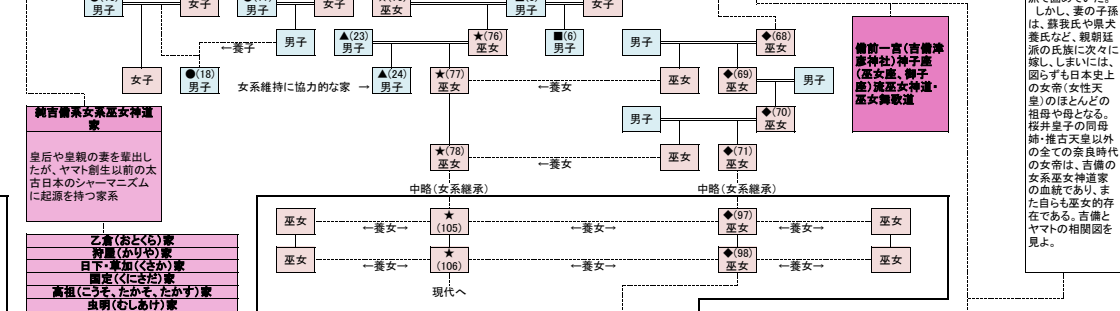 男子
女子
男子
女子
巫女
男子
女子
←養子
男子
▲(23)
男子
★(76)
巫女
■(6)
男子
男子
◆(68)
巫女
女子
●(18)
男子
女系維持に協力的な家 →
▲(24)
男子
★(77)
巫女
←養女
巫女
◆(69)
巫女
男子
男子
◆(70)
巫女
★(78)
巫女
←養女
巫女
◆(71)
巫女
中略(女系継承)
中略(女系継承)
巫女
←養女→
★
(105)
←養女→
◆(97)
巫女
←養女→
巫女
巫女
←養女→
★
(106)
←養女→
◆(98)
巫女
←養女→
巫女
現代へ
純吉備系女系巫女神道
家
皇后や皇親の妻を輩出し
たが、ヤマト創生以前の太
古日本のシャーマニズム
に起源を持つ家系
乙倉(おとくら)家
狩屋(かりや)家
日下・草加(くさか)家
国定(くにさだ)家
高祖(こうそ、たかそ、たかす)家
虫明(むしあけ)家
備前一宮(吉備津
彦神社)神子座
(巫女座、御子
座)流巫女神道・
巫女舞歌道
しかし、妻の子孫
は、蘇我氏や県犬
養氏など、親朝廷
派の氏族に次々に
嫁し、しまいには、
図らずも日本史上
の女帝(女性天
皇)のほとんどの
祖母や母となる。
桜井皇子の同母
姉・推古天皇以外
の全ての奈良時代
の女帝は、吉備の
女系巫女神道家
の血統であり、ま
た自らも巫女的存
在である。吉備と
ヤマトの相関図を
見よ。